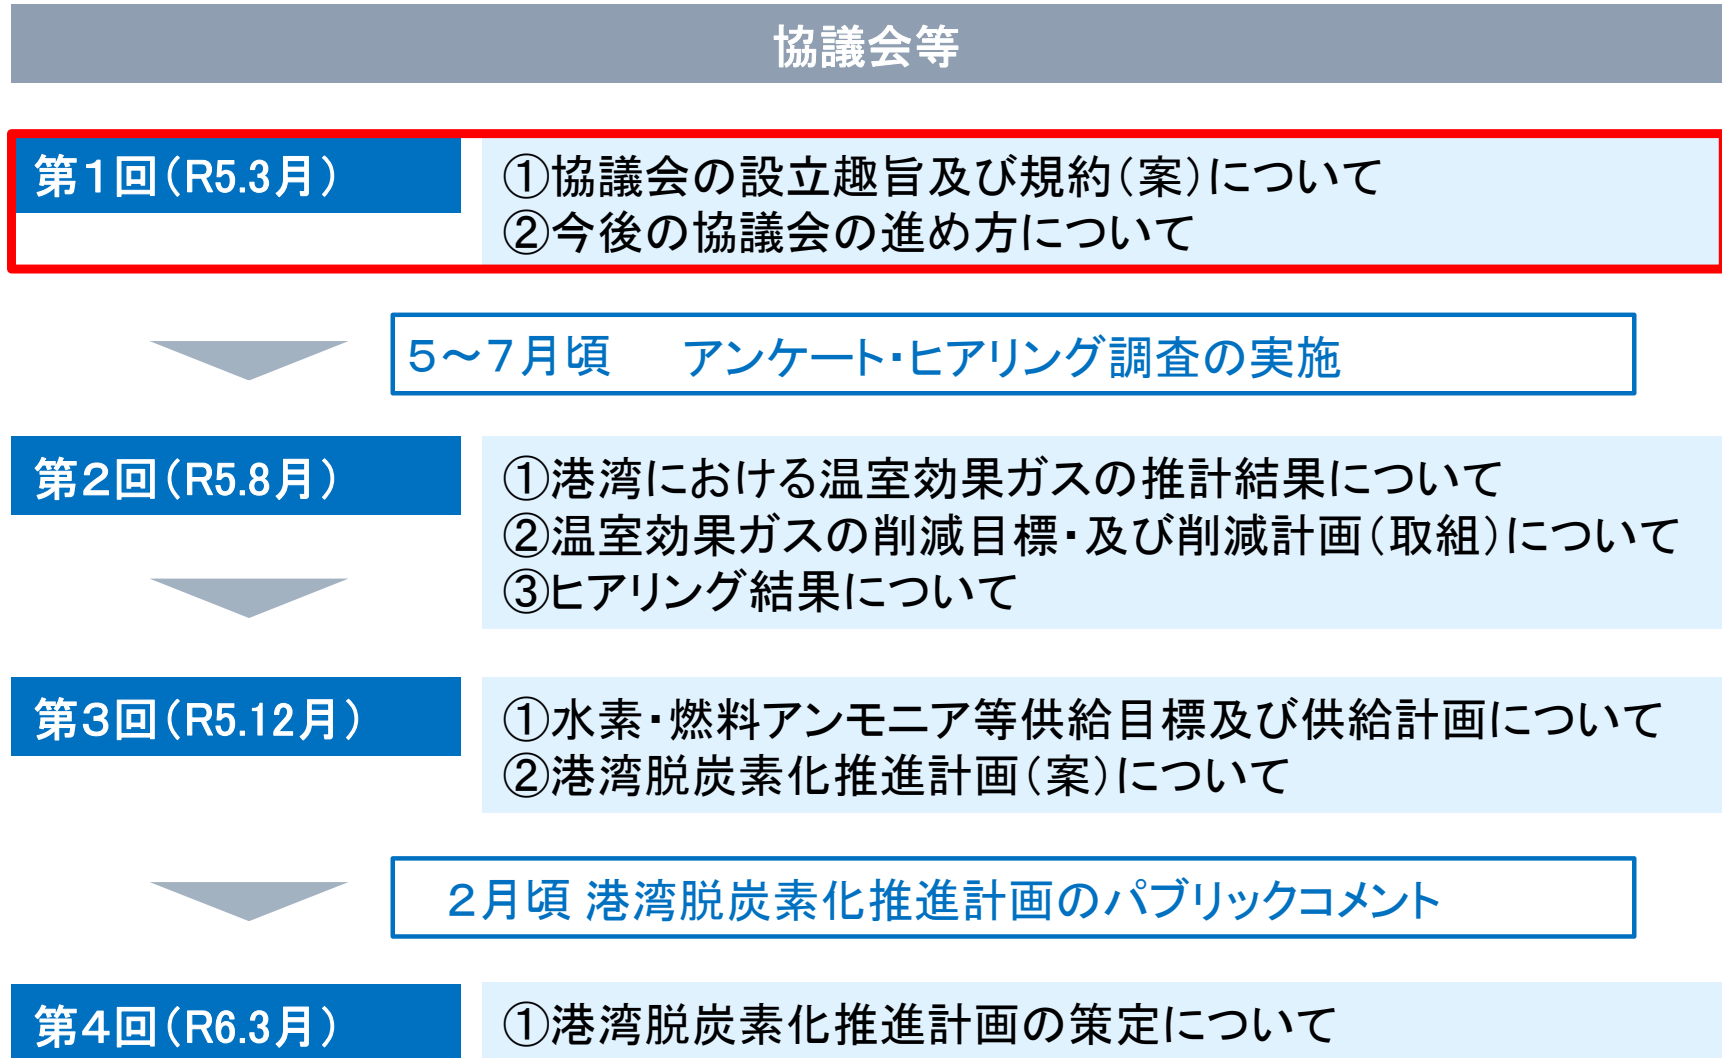 協議会等
第１回（R5.3月）
①協議会の設立趣旨及び規約（案）について
②今後の協議会の進め方について
５～７月頃　アンケート・ヒアリング調査の実施
第２回（R5.8月）
①港湾における温室効果ガスの推計結果について
②温室効果ガスの削減目標・及び削減計画（取組）について
③ヒアリング結果について
第３回（R5.12月）
①水素・燃料アンモニア等供給目標及び供給計画について
②港湾脱炭素化推進計画（案）について
２月頃 港湾脱炭素化推進計画のパブリックコメント
第４回（R6.3月）
①港湾脱炭素化推進計画の策定について